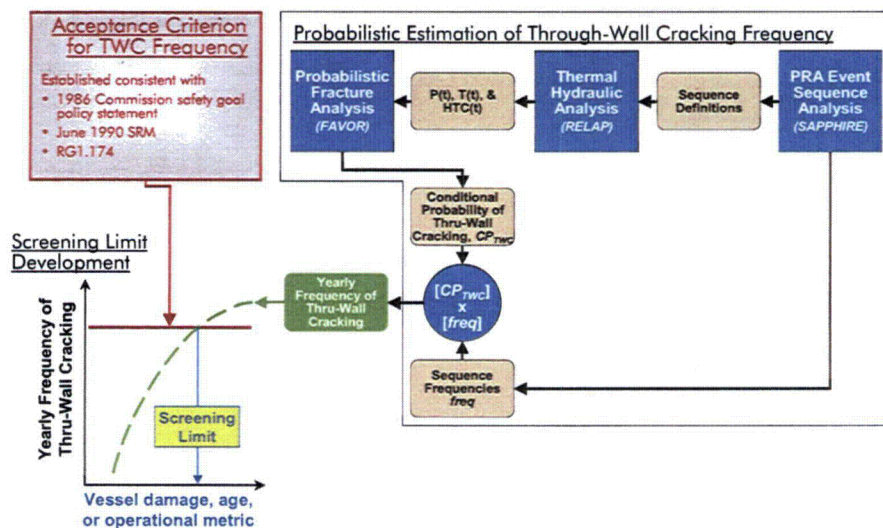 Acceptance Criterion
for TWC Frequency
Established consistent with
• 1986 Commission safety goal
policy statement
• June 1990 SRM
• RG1.174
Probabilistic Estimation of Through-Wall Cracking Frequency
Probabilistic
Fracture
Analysis
(FAVOR)
P(t), T(t), &
HTC(t)
Thermal
Hydraulic
Analysis
(RELAP)
Sequence
Definitions
PRA Event
Sequence
Analysis
(SAPPHIRE)
Conditional
Probability of
Thru-Wall
Cracking, CPTWC
Screening Limit
Development
Yearly
Frequency of
Thru-Wall
Cracking
[CPTWC]
x
[freq]
Sequence
Frequencies
freq
Yearly Frequency of
Thru-Wall Cracking
Screening
Limit
Vessel damage, age,
or operational metric